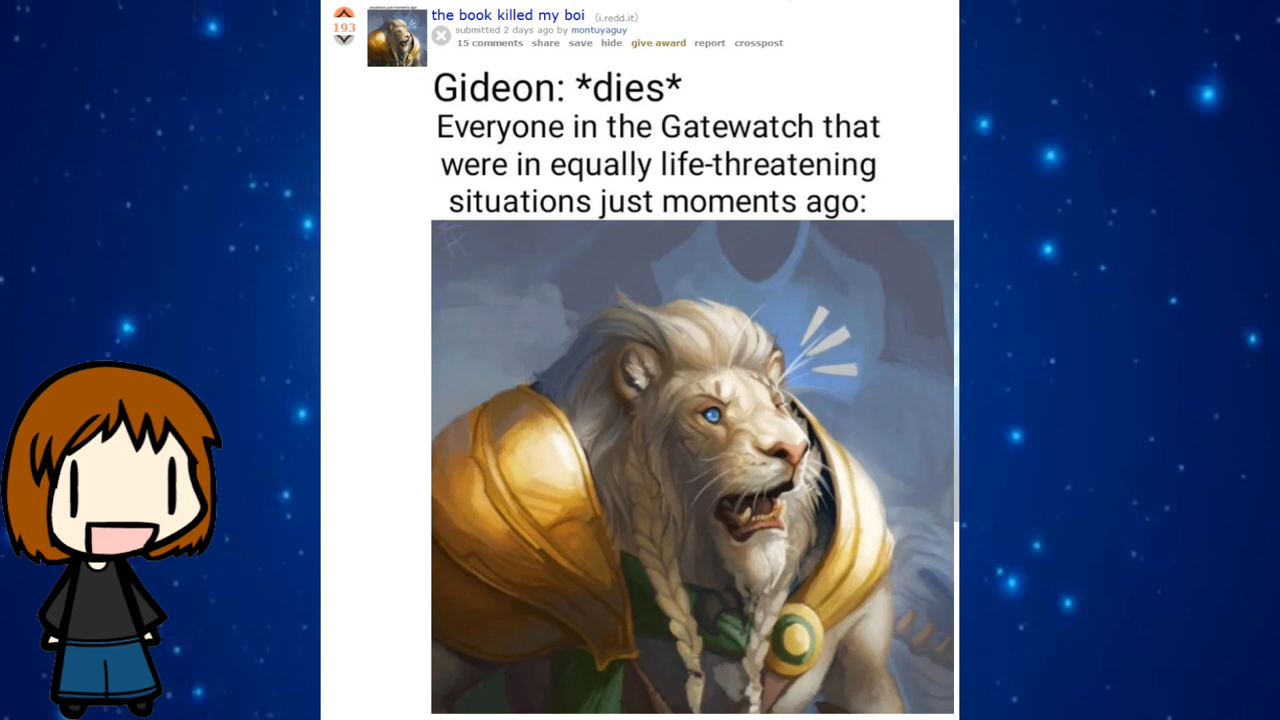 the book killed my boi (i.redd.it)
193
submitted 2 days ago by montuyaguy
15 comments share save hide give award report crosspost
Gideon: *dies*
Everyone in the Gatewatch that
were in equally life-threatening
situations just moments ago: